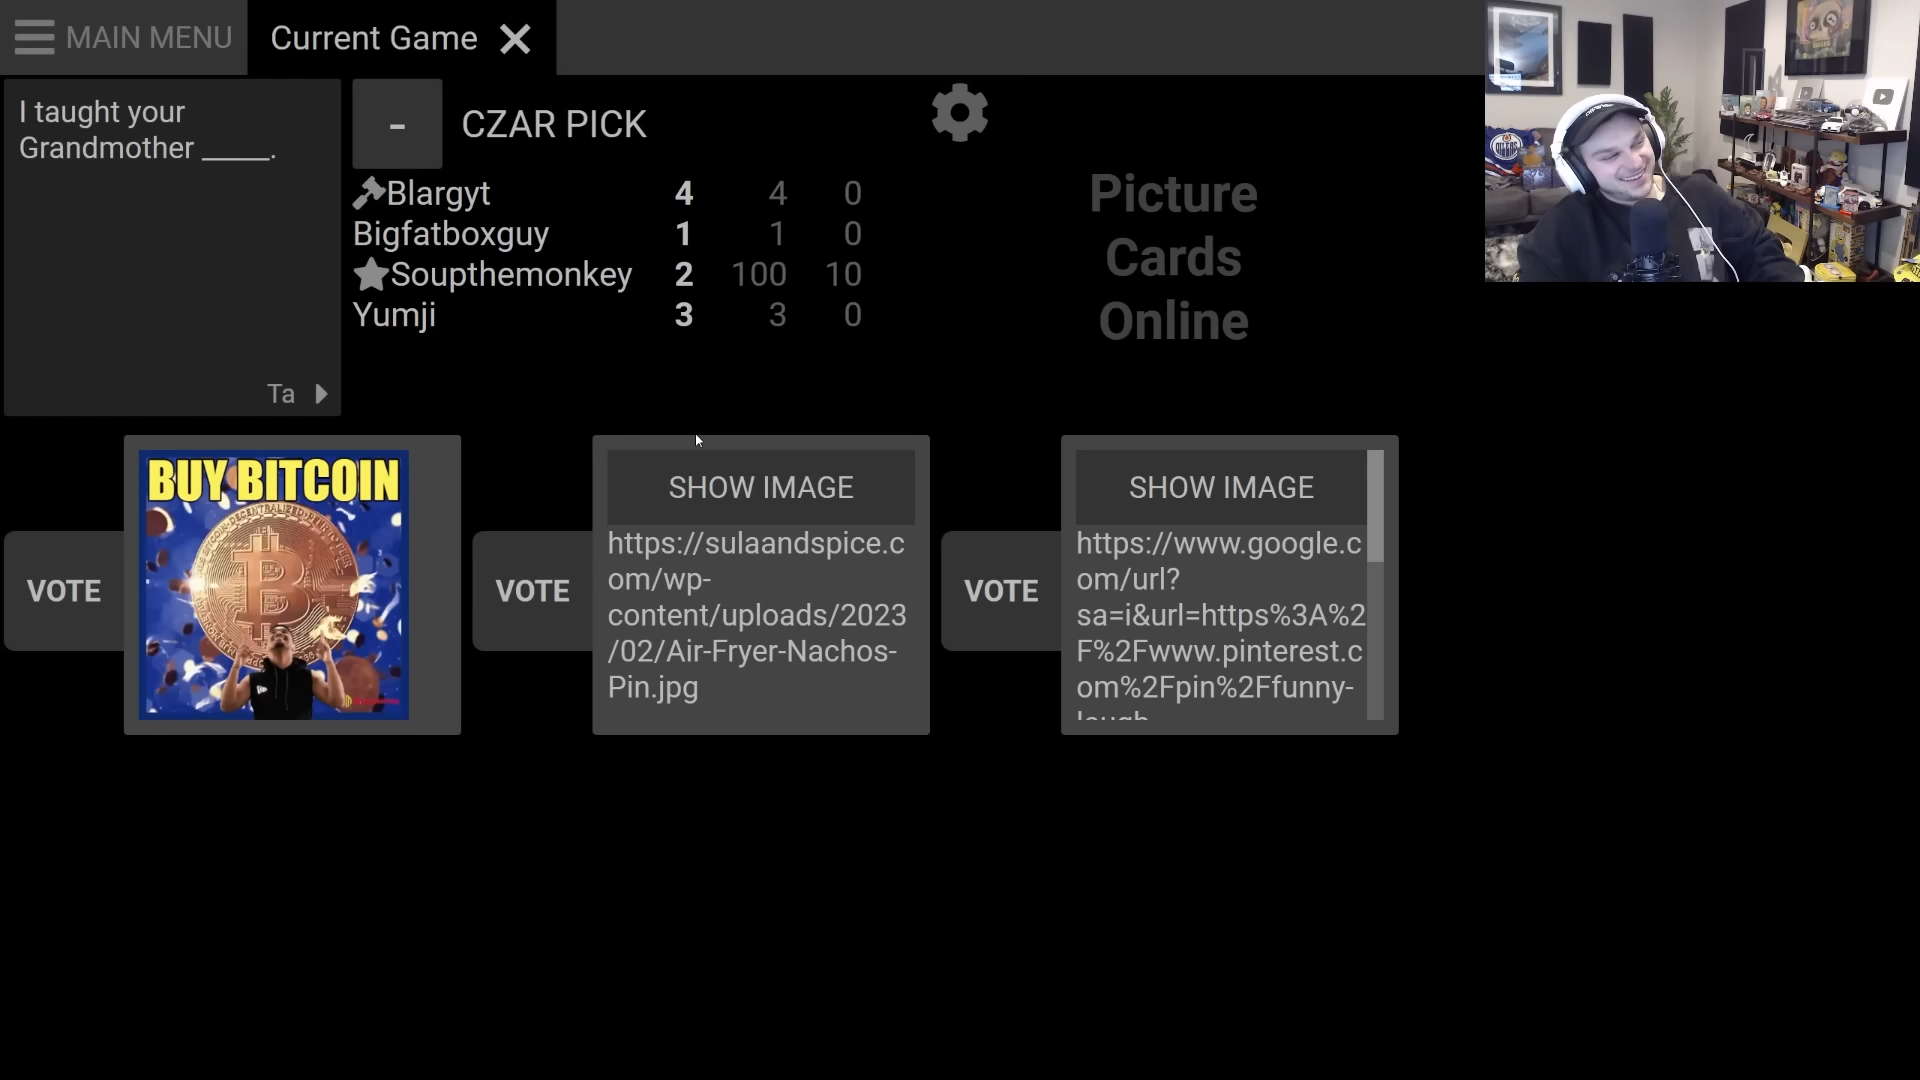 MAIN MENU
Current Game
I taught your
Grandmother _____.
Ta
-
CZAR PICK
Blargyt 4 4 0
Bigfatboxguy 1 1 0
Soupthemonkey 2 100 10
Yumji 3 3 0
Picture
Cards
Online
OILERS
VOTE
BUY BITCOIN
VOTE
SHOW IMAGE
https://sulaandspice.c
om/wp-
content/uploads/2023
/02/Air-Fryer-Nachos-
Pin.jpg
VOTE
SHOW IMAGE
https://www.google.c
om/url?
sa=i&url=https%3A%2
F%2Fwww.pinterest.c
om%2Fpin%2Ffunny-